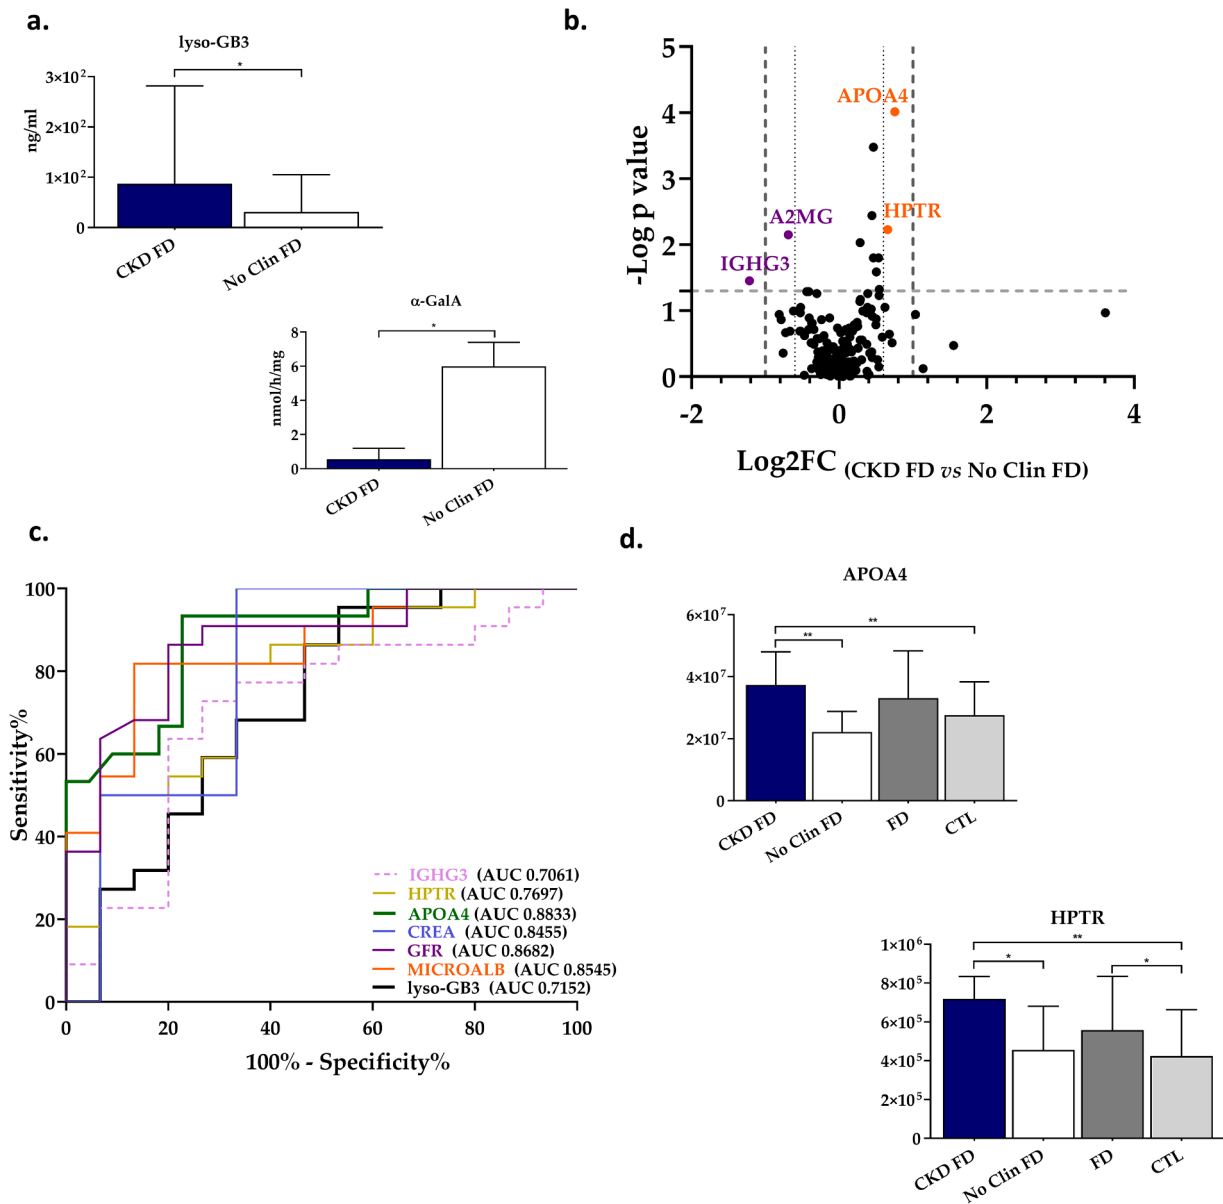 a.
lyso-GB3
*
3×10²
2×10²
1×10²
0
ng/ml
CKD FD
No Clin FD
α-GalA
*
8
6
4
2
0
nmol/h/mg
CKD FD
No Clin FD
b.
5
4
3
2
1
0
-Log p value
APOA4
HPTR
A2MG
IGHG3
-2
0
2
4
Log2FC (CKD FD vs No Clin FD)
c.
100
80
60
40
20
0
Sensitivity%
IGHG3 (AUC 0.7061)
HPTR (AUC 0.7697)
APOA4 (AUC 0.8833)
CREA (AUC 0.8455)
GFR (AUC 0.8682)
MICROALB (AUC 0.8545)
lyso-GB3 (AUC 0.7152)
0
20
40
60
80
100
100% - Specificity%
d.
APOA4
**
**
6×10⁷
4×10⁷
2×10⁷
0
CKD FD
No Clin FD
FD
CTL
HPTR
**
*
*
1×10⁶
8×10⁵
6×10⁵
4×10⁵
2×10⁵
0
CKD FD
No Clin FD
FD
CTL